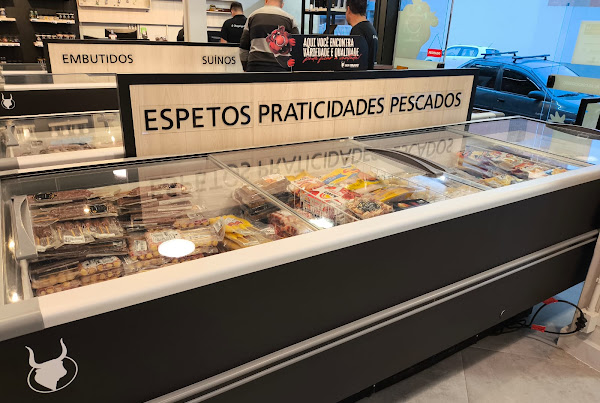 EMBUTIDOS SUÍNOS
AQUI VOCÊ ENCONTRA
VARIEDADE E QUALIDADE
ESPETOS PRATICIDADES PESCADOS